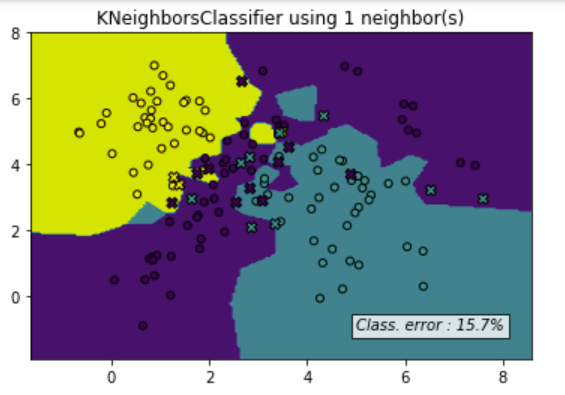 KNeighborsClassifier using 1 neighbor(s)
8
6
4
2
0
Class. error : 15.7%
0 2 4 6 8